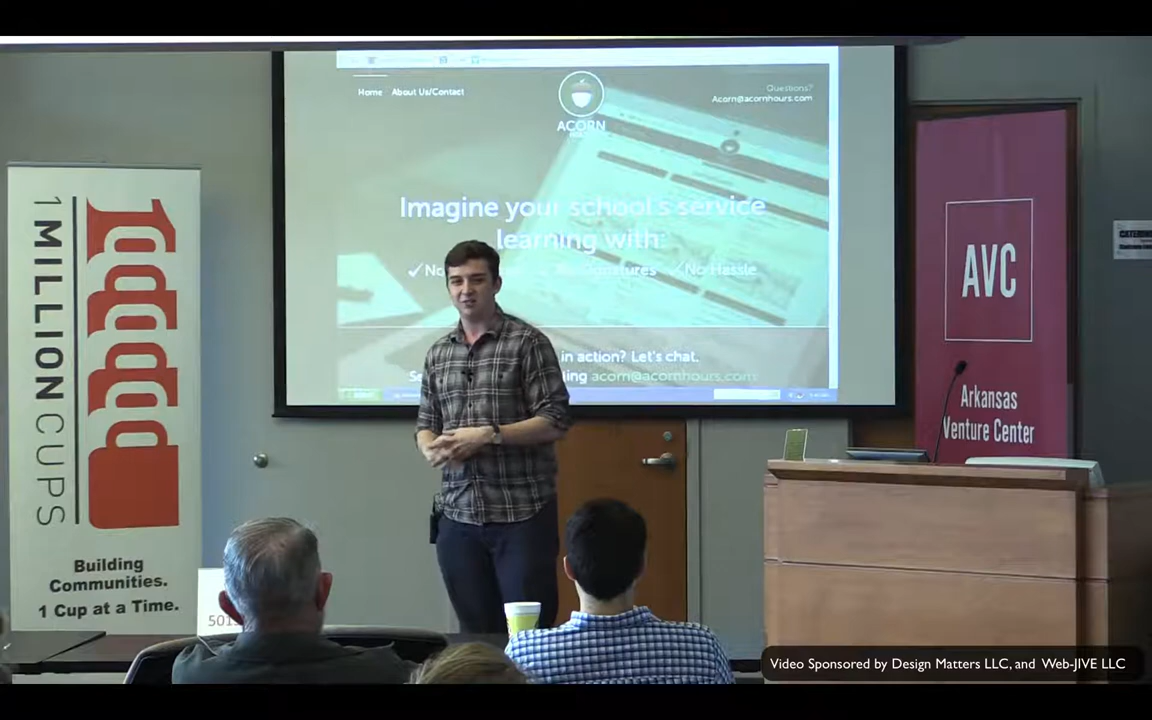 Home
About Us/Contact
ACORN
Questions?
Acorn@acornhours.com
Imagine your school's service
learning with:
✓No
✓No Hassle
in action? Let's chat.
acorn@acornhours.com
1 MILLION CUPS
Building
Communities.
1 Cup at a Time.
AVC
Arkansas
Venture Center
Video Sponsored by Design Matters LLC, and Web-JIVE LLC